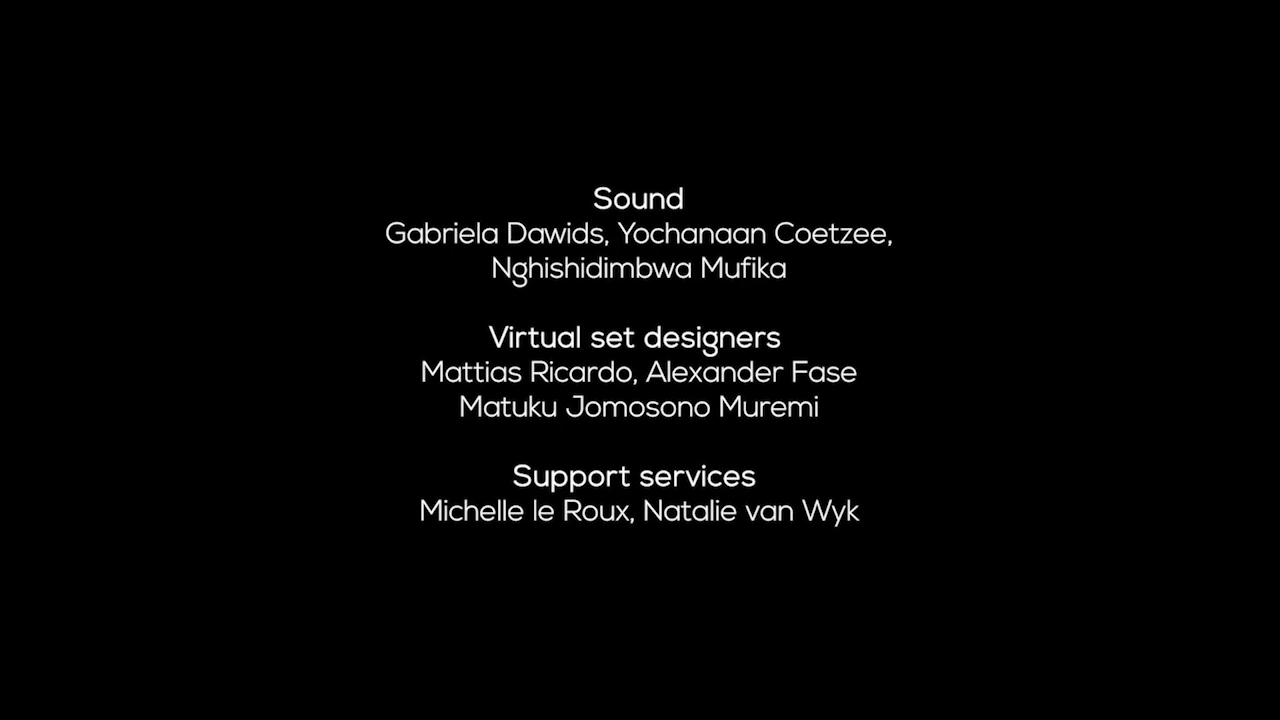 Sound
Gabriela Dawids, Yochanaan Coetzee,
Nghishidimbwa Mufika
Virtual set designers
Mattias Ricardo, Alexander Fase
Matuku Jomosono Muremi
Support services
Michelle le Roux, Natalie van Wyk